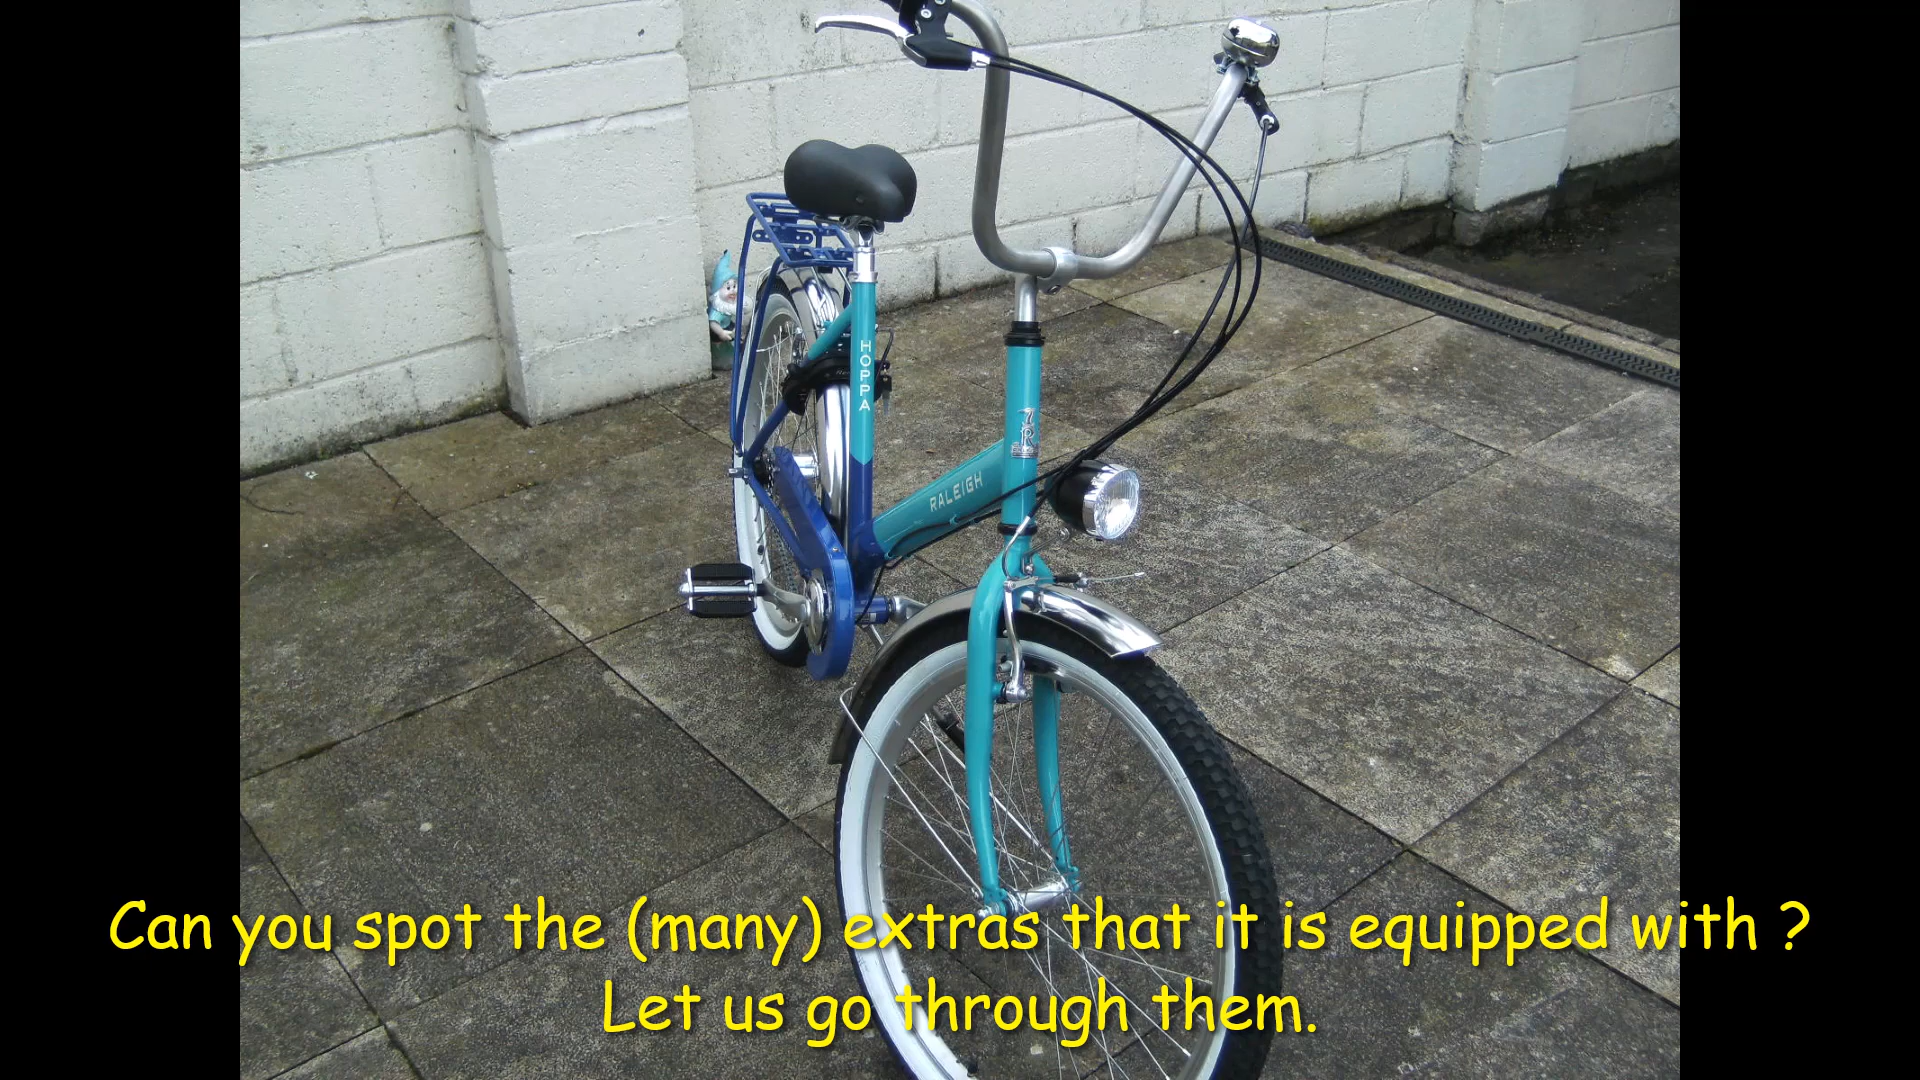 HOPPA
RALEIGH
R
Can you spot the (many) extras that it is equipped with ?
Let us go through them.